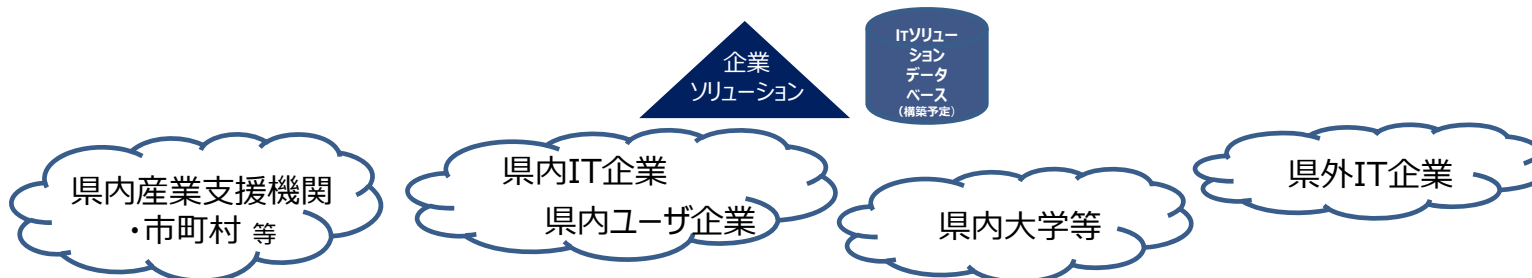 企業
ソリューション
ITソリュー
ション
データ
ベース
(構築予定)
県内産業支援機関
・市町村 等
県内IT企業
県内ユーザ企業
県内大学等
県外IT企業